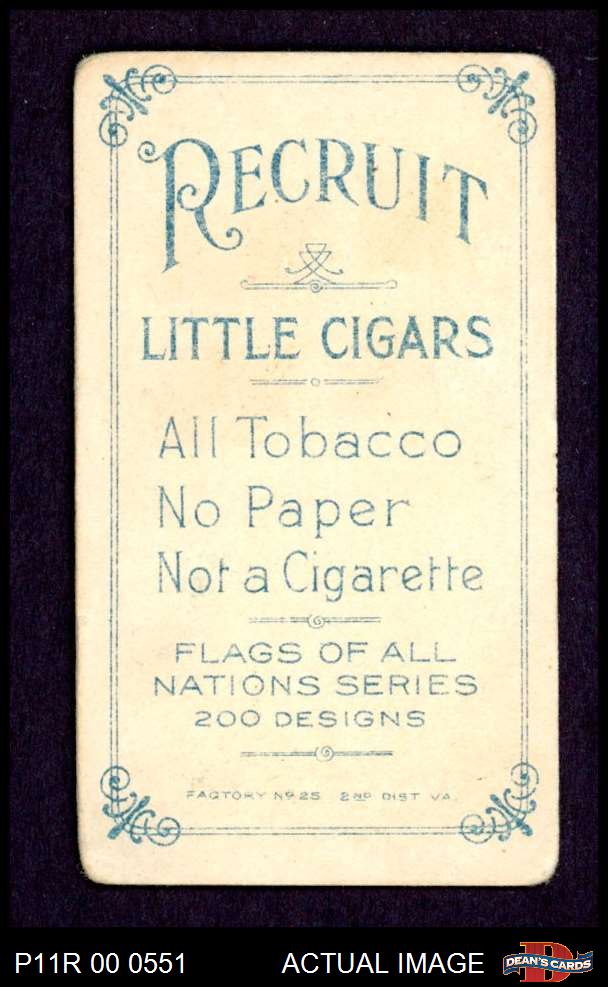 RECRUIT
LITTLE CIGARS
All Tobacco
No Paper
Not a Cigarette
FLAGS OF ALL
NATIONS SERIES
200 DESIGNS
FACTORY Nº 25 2ND DIST. VA.
P11R 00 0551 ACTUAL IMAGE D DEAN'S CARDS